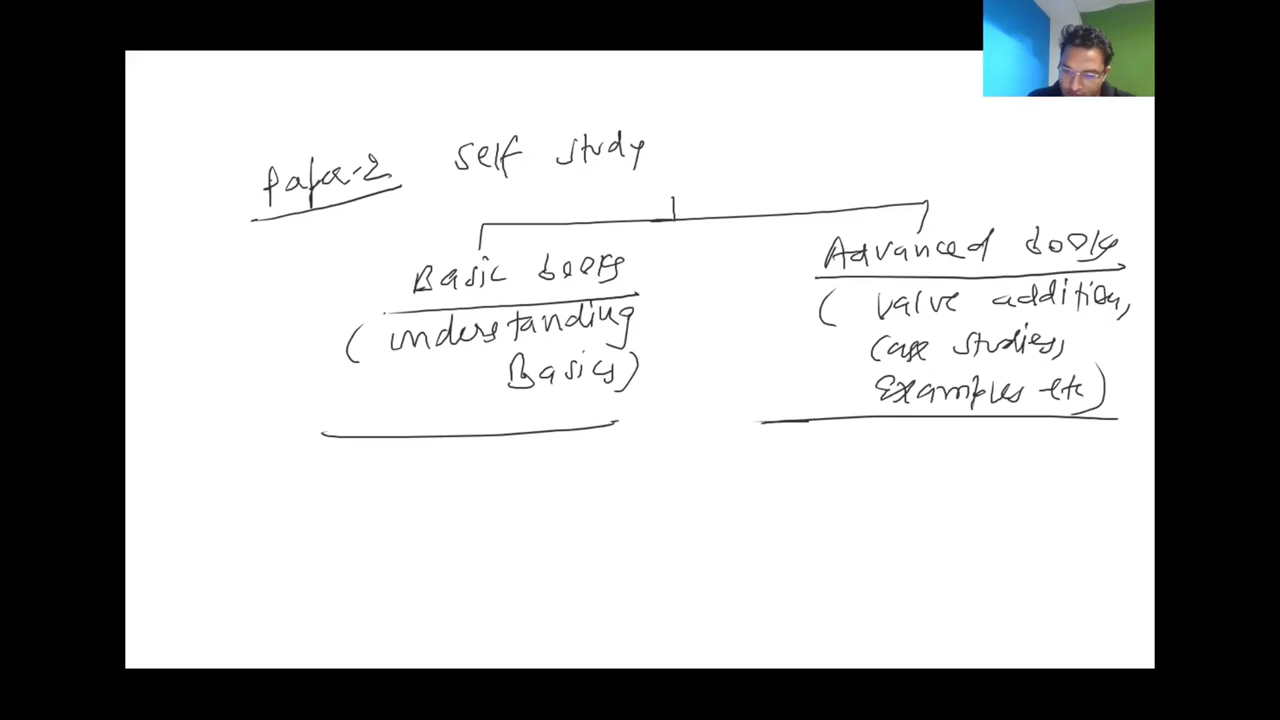 Paper-2 Self study
Basic books
(understanding
Basics)
Advanced books
(value addition,
Case studies,
Examples etc)